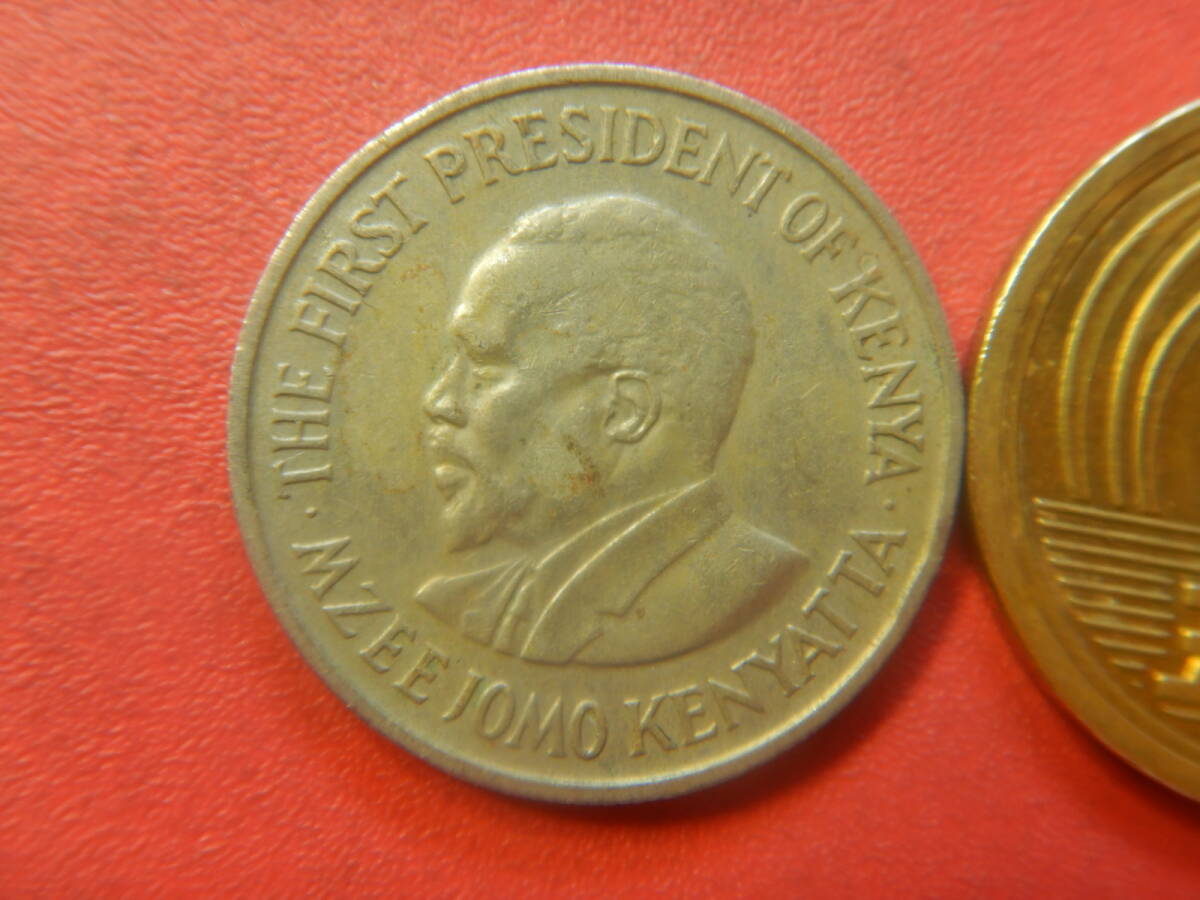 · THE FIRST PRESIDENT OF KENYA ·
MZEE JOMO KENYATTA